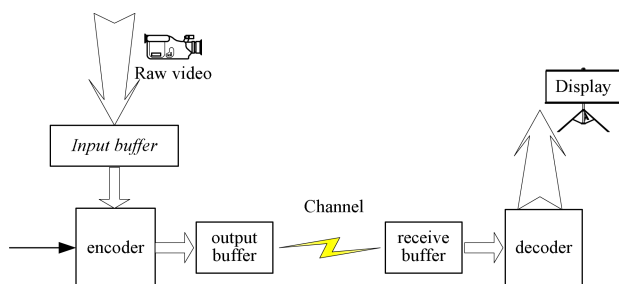 Raw video
Input buffer
encoder
output
buffer
Channel
receive
buffer
decoder
Display